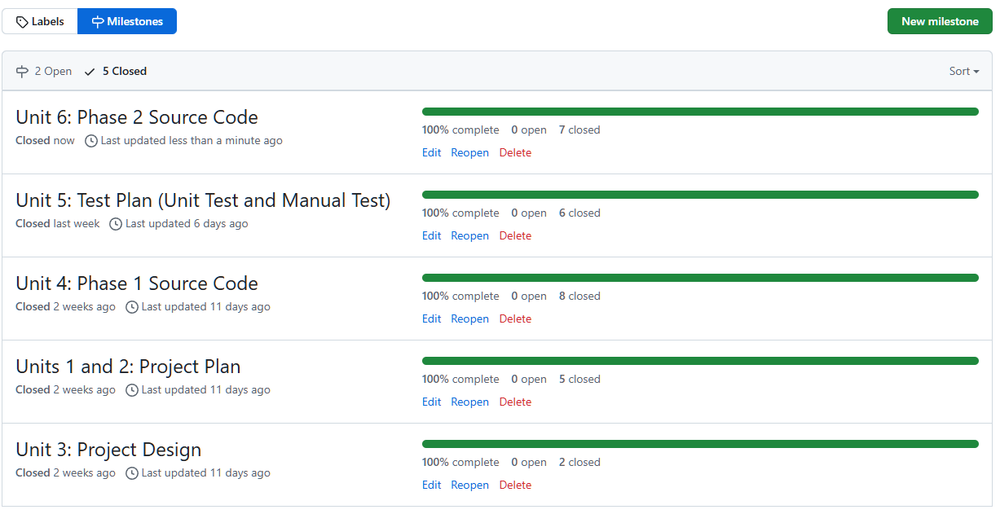 Labels Milestones New milestone
2 Open 5 Closed Sort
Unit 6: Phase 2 Source Code
Closed now Last updated less than a minute ago
100% complete 0 open 7 closed
Edit Reopen Delete
Unit 5: Test Plan (Unit Test and Manual Test)
Closed last week Last updated 6 days ago
100% complete 0 open 6 closed
Edit Reopen Delete
Unit 4: Phase 1 Source Code
Closed 2 weeks ago Last updated 11 days ago
100% complete 0 open 8 closed
Edit Reopen Delete
Units 1 and 2: Project Plan
Closed 2 weeks ago Last updated 11 days ago
100% complete 0 open 5 closed
Edit Reopen Delete
Unit 3: Project Design
Closed 2 weeks ago Last updated 11 days ago
100% complete 0 open 2 closed
Edit Reopen Delete